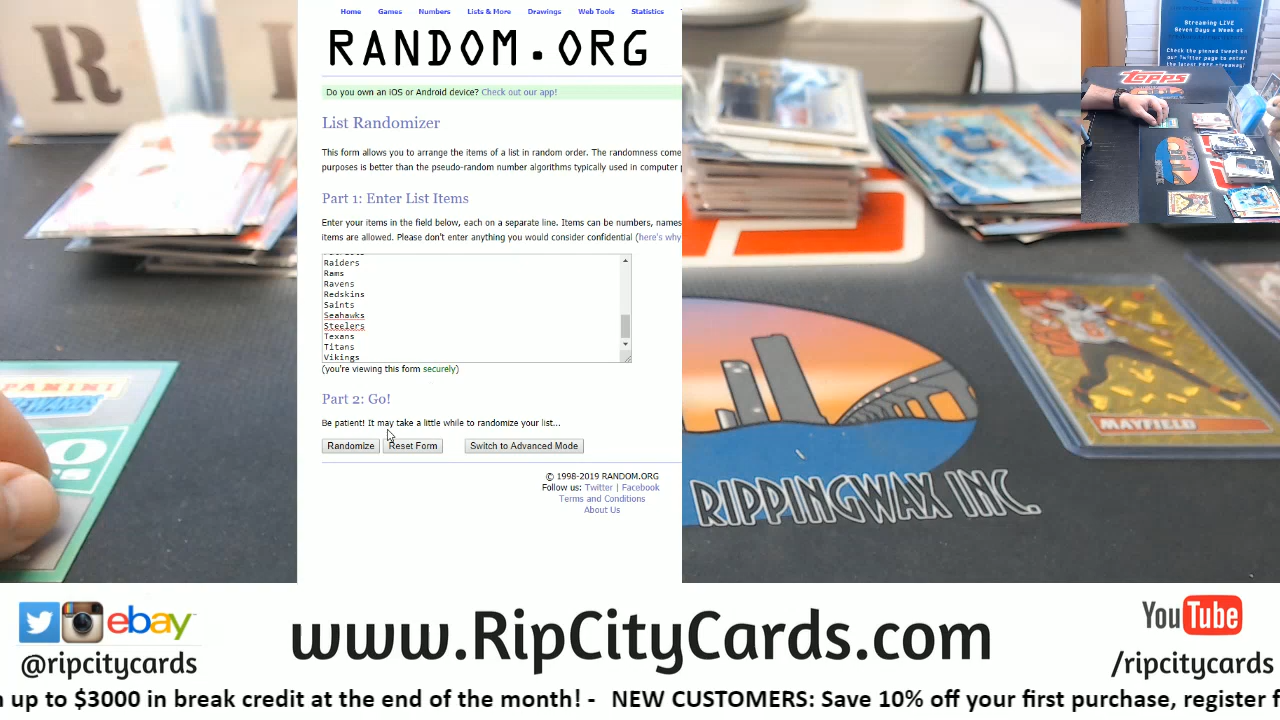 R
Home Games Numbers Lists & More Drawings Web Tools Statistics
RANDOM.ORG
Do you own an iOS or Android device? Check out our app!
List Randomizer
This form allows you to arrange the items of a list in random order. The randomness come
purposes is better than the pseudo-random number algorithms typically used in computer
Part 1: Enter List Items
Enter your items in the field below, each on a separate line. Items can be numbers, names
items are allowed. Please don't enter anything you would consider confidential (here's why
Raiders
Rams
Ravens
Redskins
Saints
Seahawks
Steelers
Texans
Titans
Vikings
(you're viewing this form securely)
Part 2: Go!
Be patient! It may take a little while to randomize your list...
Randomize Reset Form Switch to Advanced Mode
© 1998-2019 RANDOM.ORG
Follow us: Twitter | Facebook
Terms and Conditions
About Us
PANINI
Streaming LIVE
Seven Days a Week at:
Check the pinned tweet on
our Twitter page to enter
the latest FREE giveaway!
Topps
MAYFIELD
RIPPINGWAX INC.
ebay
@ripcitycards
www.RipCityCards.com
YouTube
/ripcitycards
up to $3000 in break credit at the end of the month! - NEW CUSTOMERS: Save 10% off your first purchase, register